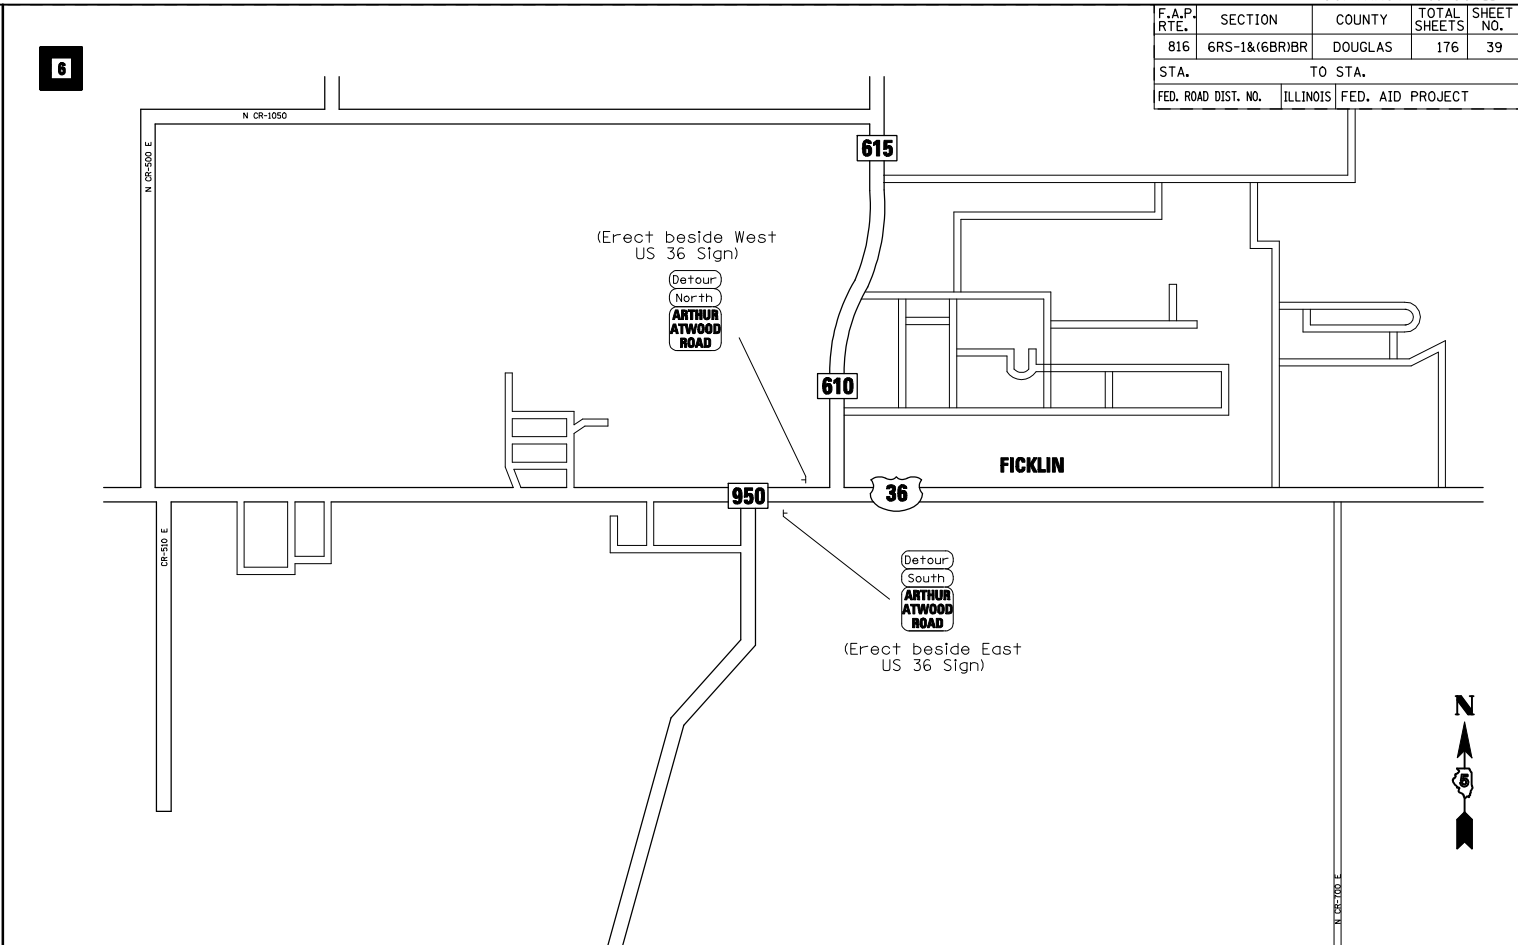 F.A.P. RTE. SECTION COUNTY TOTAL SHEETS SHEET NO.
816 6RS-1&(6BR)BR DOUGLAS 176 39
STA. TO STA.
FED. ROAD DIST. NO. ILLINOIS FED. AID PROJECT
6
N CR-1050
N CR-500 E
615
(Erect beside West
US 36 Sign)
Detour
North
ARTHUR
ATWOOD
ROAD
610
FICKLIN
950
36
CR-510 E
Detour
South
ARTHUR
ATWOOD
ROAD
(Erect beside East
US 36 Sign)
N
5
N CR-700 E